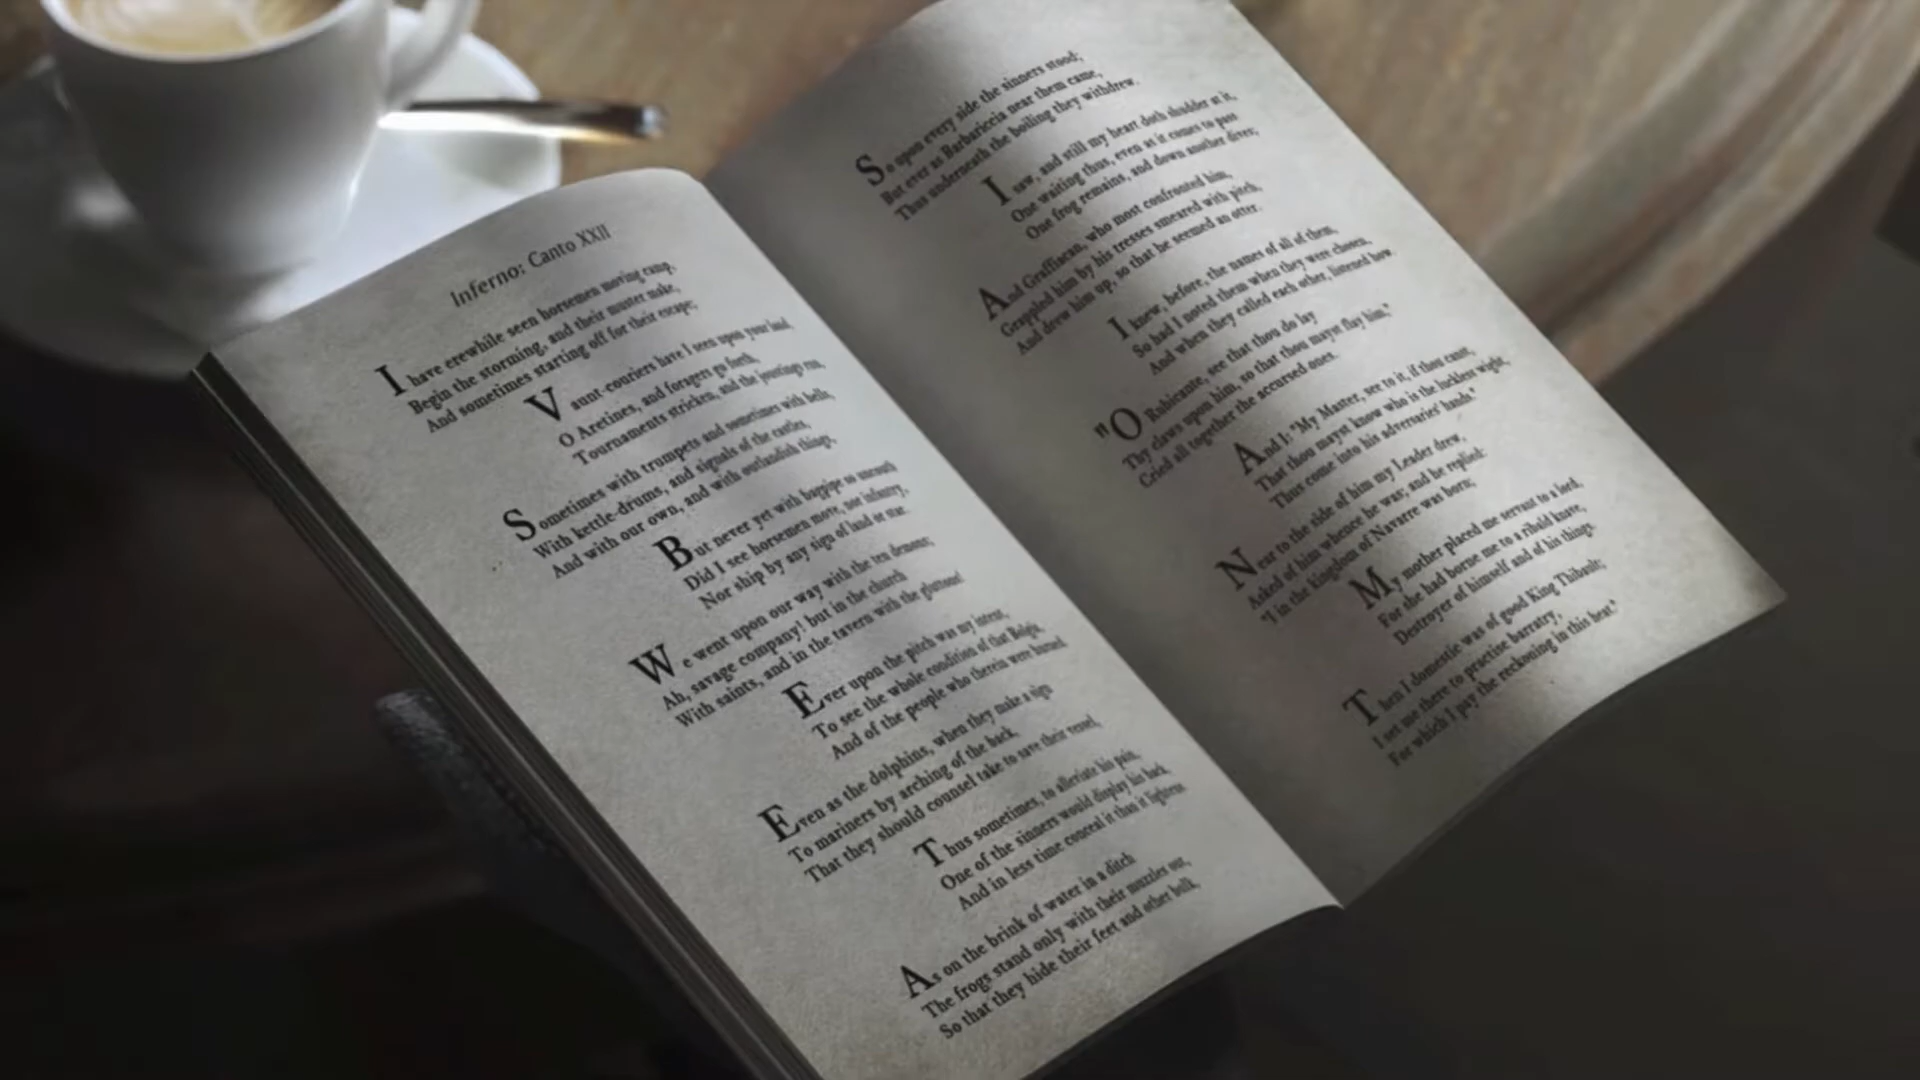 Inferno: Canto XXII
I have erewhile seen horsemen moving camp,
Begin the storming, and their muster make,
And sometimes starting off for their escape;
Vaunt-couriers have I seen upon your land,
O Aretines, and foragers go forth,
Tournaments stricken, and the joustings run,
Sometimes with trumpets and sometimes with bells,
With kettle-drums, and signals of the castles,
And with our own, and with outlandish things,
But never yet with bagpipe so uncouth
Did I see horsemen move, nor infantry,
Nor ship by any sign of land or star.
We went upon our way with the ten demons;
Ah, savage company! but in the church
With saints, and in the tavern with the gluttons!
Ever upon the pitch was my intent,
To see the whole condition of that Bolgia,
And of the people who therein were burned.
Even as the dolphins, when they make a sign
To mariners by arching of the back,
That they should counsel take to save their vessel,
Thus sometimes, to alleviate his pain,
One of the sinners would display his back,
And in less time conceal it than it lightens.
As on the brink of water in a ditch
The frogs stand only with their muzzles out,
So that they hide their feet and other bulk,
So upon every side the sinners stood;
But ever as Barbariccia near them came,
Thus underneath the boiling they withdrew.
I saw, and still my heart doth shudder at it,
One waiting thus, even as it comes to pass
One frog remains, and down another dives;
And Graffiacan, who most confronted him,
Grappled him by his tresses smeared with pitch,
And drew him up, so that he seemed an otter.
I knew, before, the names of all of them,
So had I noted them when they were chosen,
And when they called each other, listened how.
"O Rubicante, see that thou do lay
Thy claws upon him, so that thou mayst flay him,"
Cried all together the accursed ones.
And I: "My Master, see to it, if thou canst,
That thou mayst know who is the luckless wight,
Thus come into his adversaries' hands."
Near to the side of him my Leader drew,
Asked of him whence he was; and he replied:
"I in the kingdom of Navarre was born;
My mother placed me servant to a lord,
For she had borne me to a ribald knave,
Destroyer of himself and of his things.
Then I domestic was of good King Thibault;
I set me there to practise barratry,
For which I pay the reckoning in this heat."